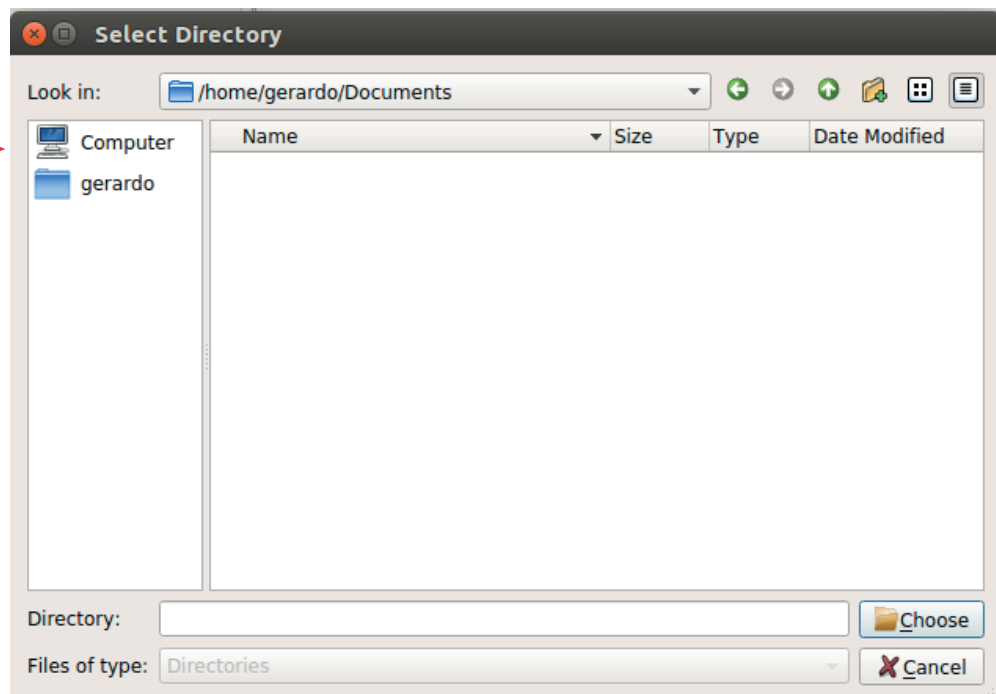 Select Directory
Look in: /home/gerardo/Documents
Name Size Type Date Modified
Computer
gerardo
Directory: Choose
Files of type: Directories Cancel